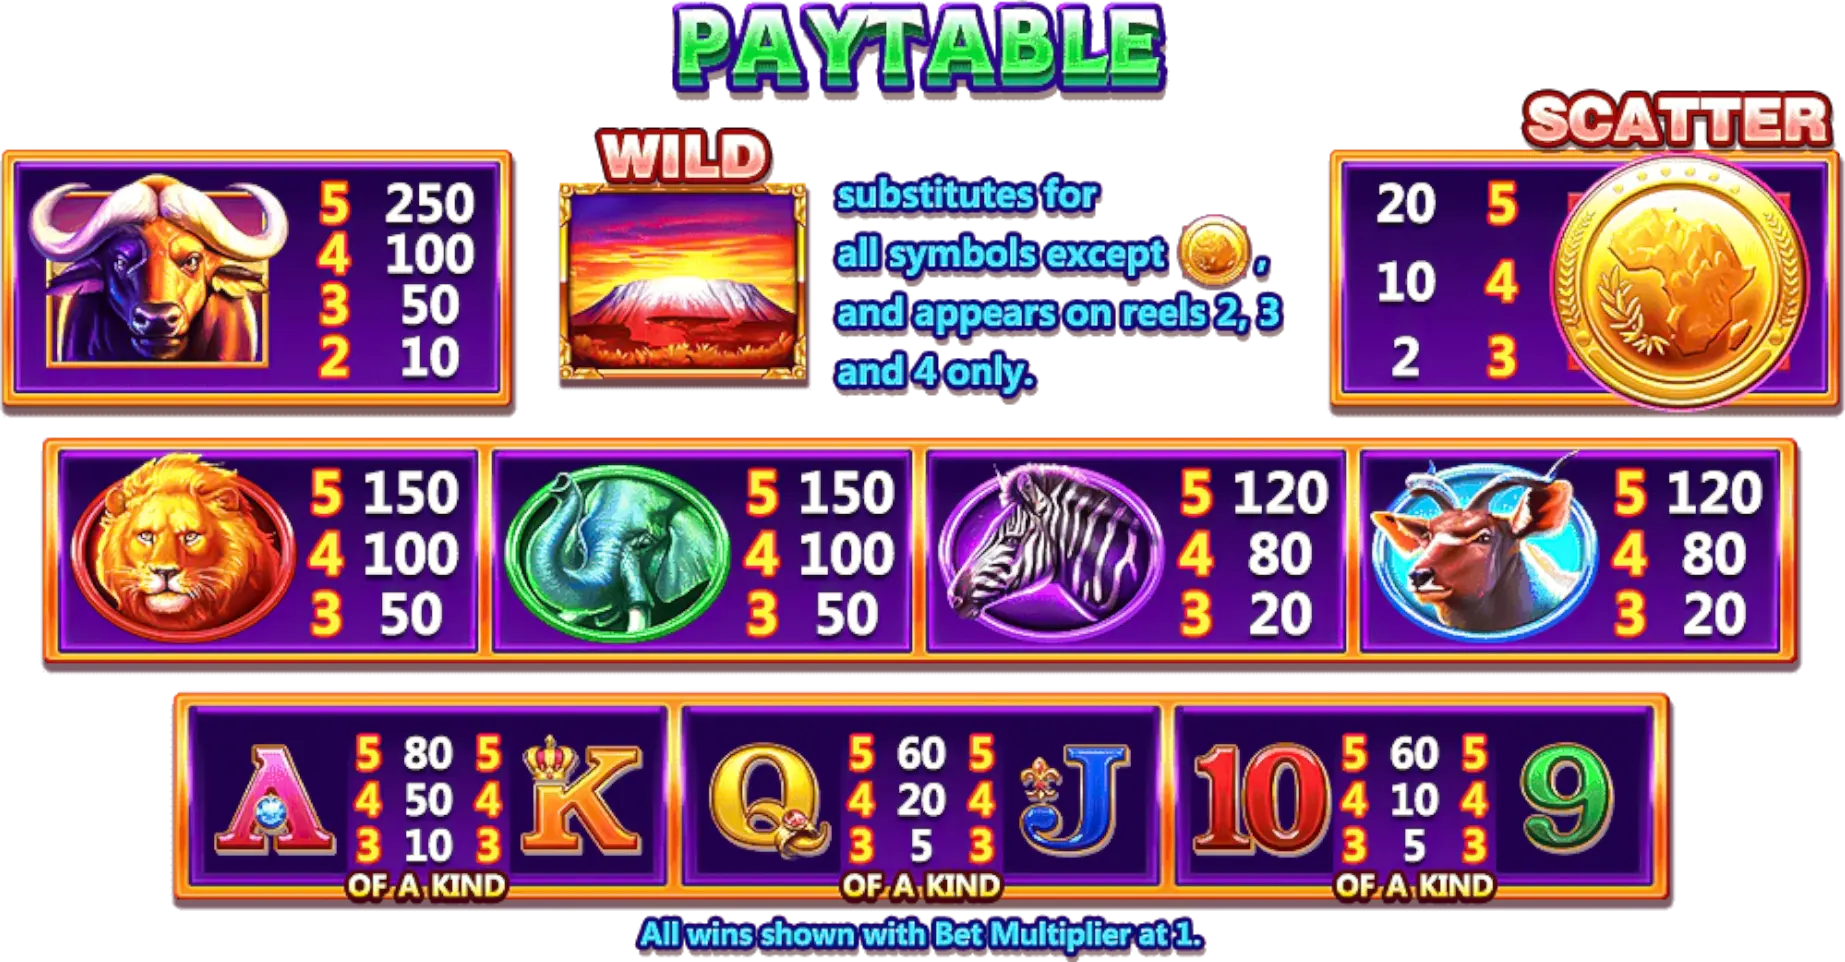 PAYTABLE
5 250
4 100
3 50
2 10
WILD
substitutes for
all symbols except ,
and appears on reels 2, 3
and 4 only.
SCATTER
20 5
10 4
2 3
5 150
4 100
3 50
5 150
4 100
3 50
5 120
4 80
3 20
5 120
4 80
3 20
A
5 80 5
4 50 4
3 10 3
OF A KIND
K
Q
5 60 5
4 20 4
3 5 3
OF A KIND
J
10
5 60 5
4 10 4
3 5 3
OF A KIND
9
All wins shown with Bet Multiplier at 1.